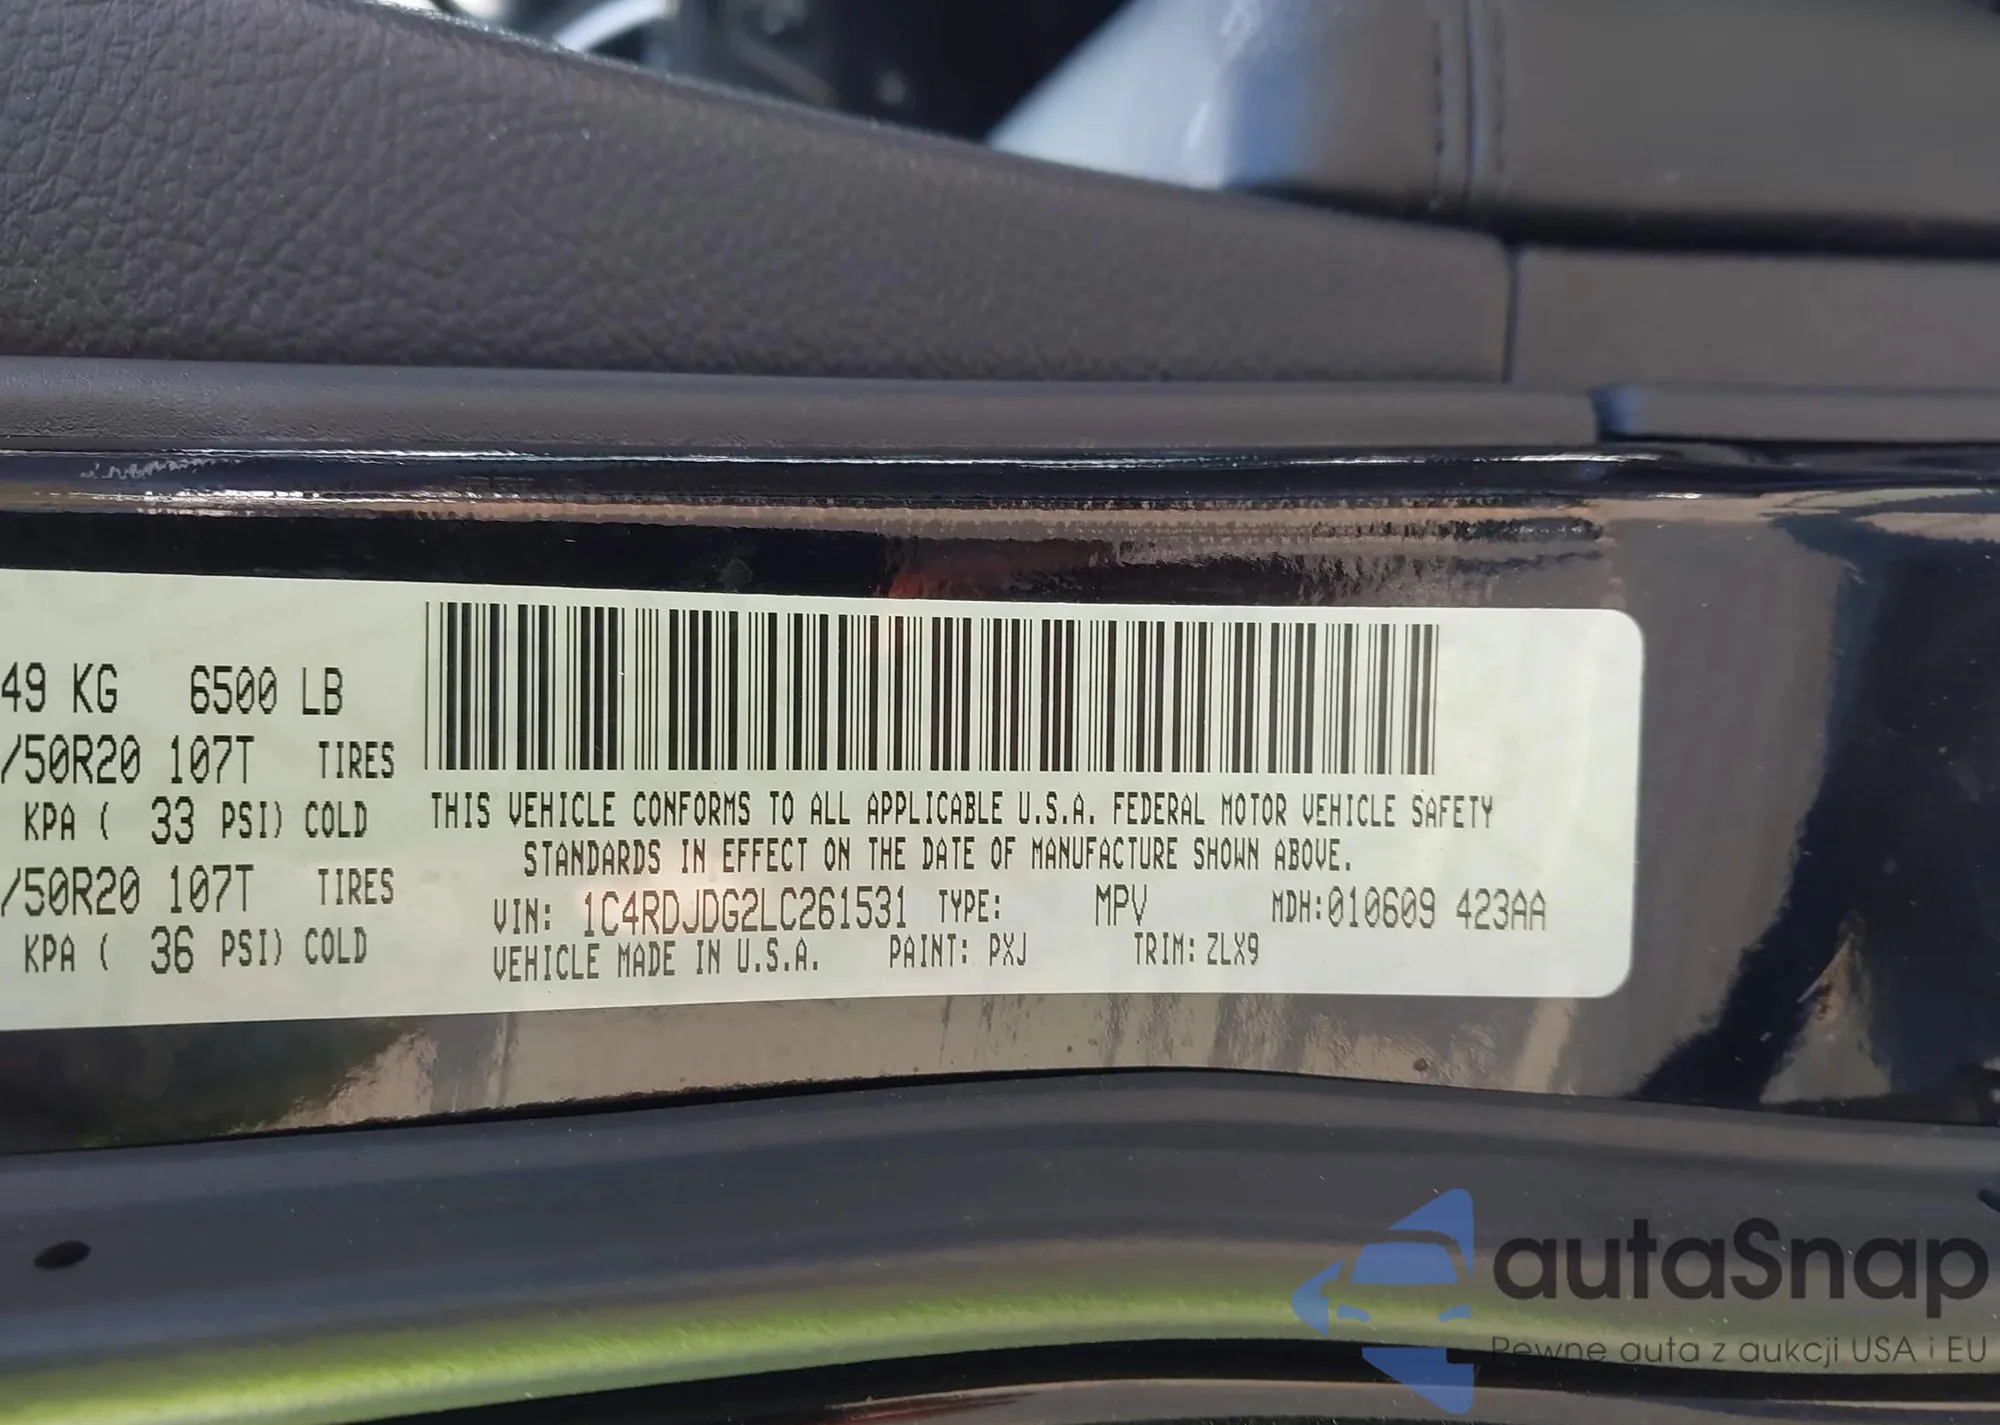 49 KG 6500 LB
/50R20 107T TIRES
KPA ( 33 PSI) COLD
/50R20 107T TIRES
KPA ( 36 PSI) COLD
THIS VEHICLE CONFORMS TO ALL APPLICABLE U.S.A. FEDERAL MOTOR VEHICLE SAFETY
STANDARDS IN EFFECT ON THE DATE OF MANUFACTURE SHOWN ABOVE.
VIN: 1C4RDJDG2LC261531 TYPE: MPV MDH:010609 423AA
VEHICLE MADE IN U.S.A. PAINT: PXJ TRIM: ZLX9
autaSnap
Pewne auta z aukcji USA i EU